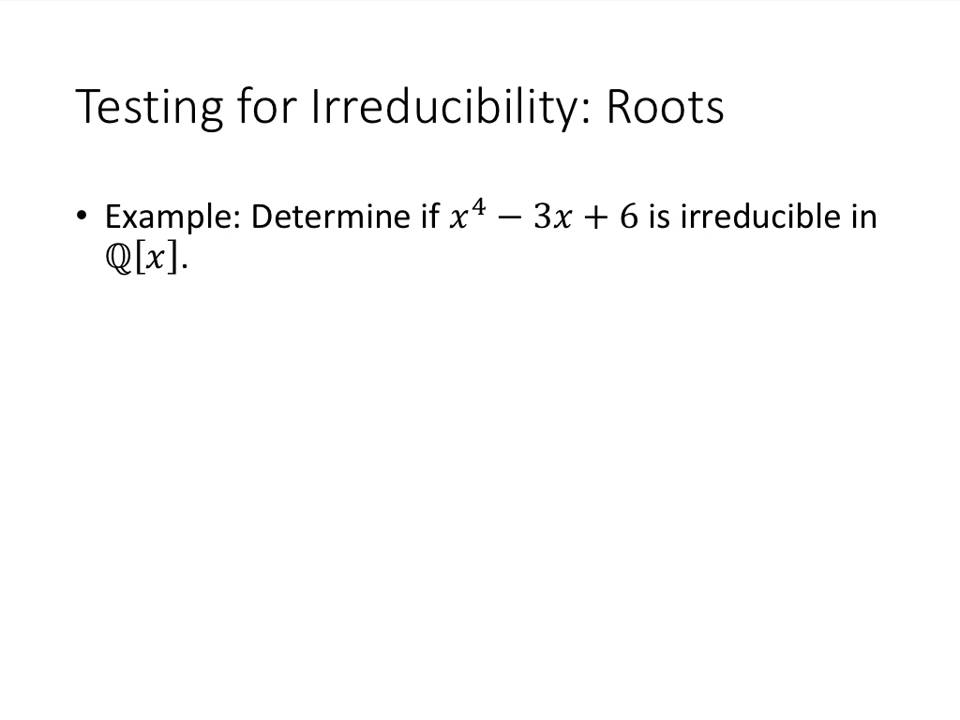 Testing for Irreducibility: Roots
• Example: Determine if 𝑥⁴ − 3𝑥 + 6 is irreducible in
ℚ[𝑥].